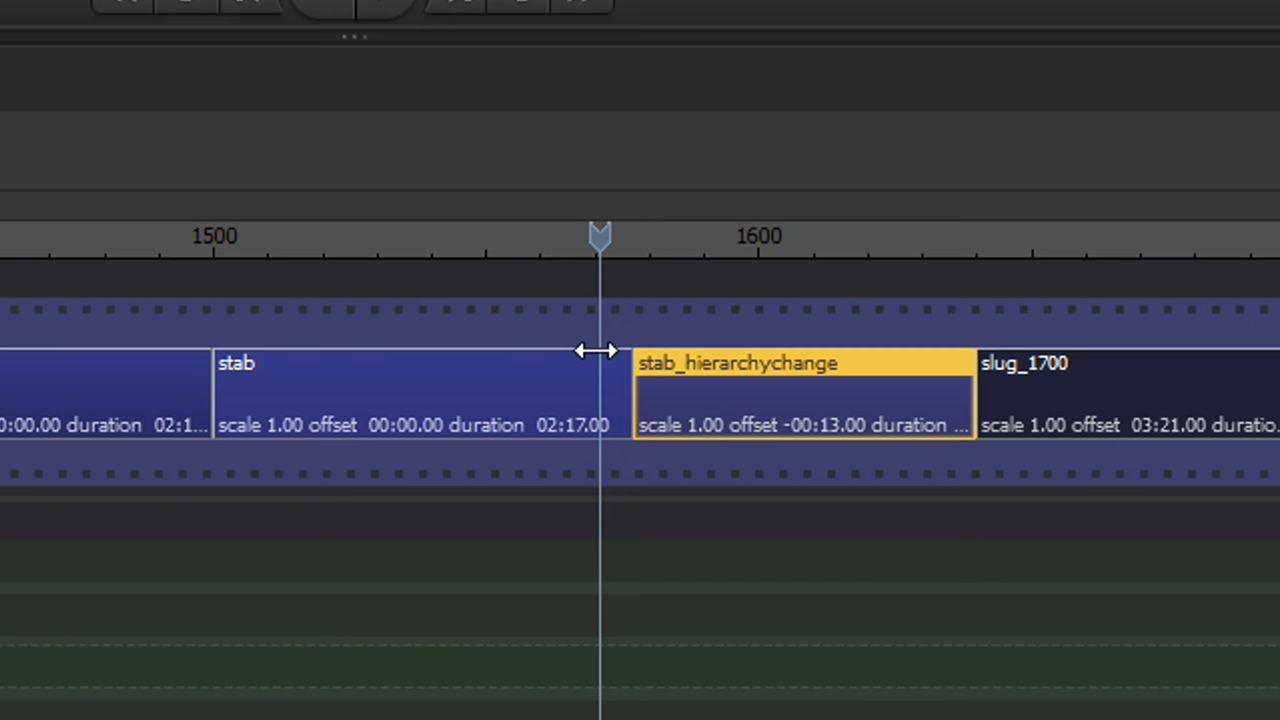 1500 1600
stab stab_hierarchychange slug_1700
0:00.00 duration 02:1... scale 1.00 offset 00:00.00 duration 02:17.00 scale 1.00 offset -00:13.00 duration ... scale 1.00 offset 03:21.00 duratio.